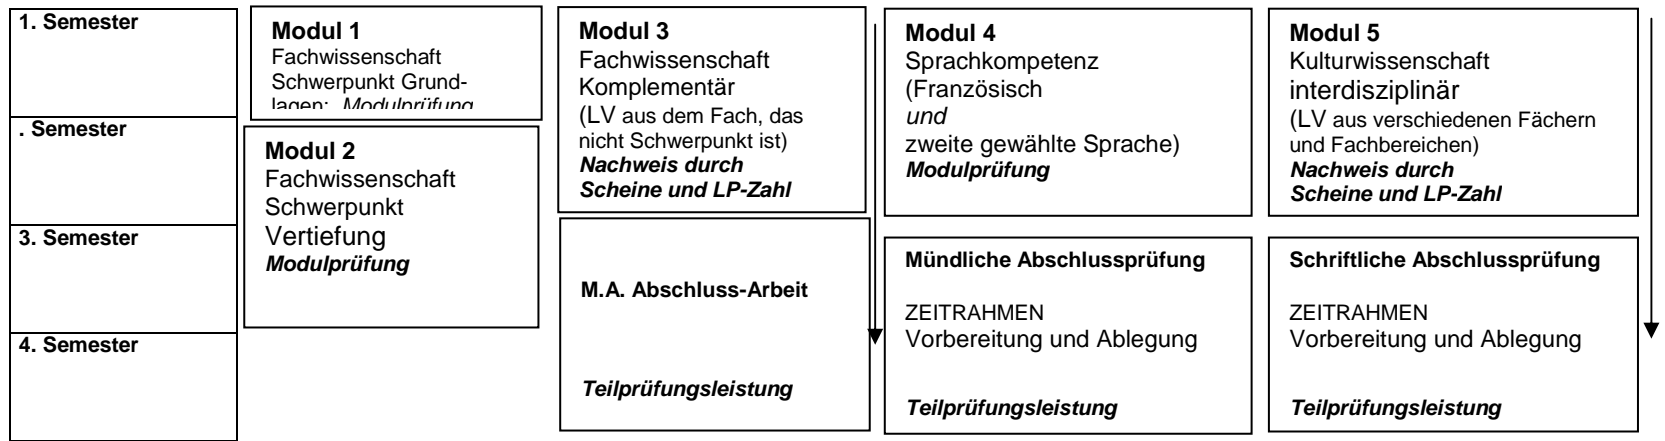 1. Semester
. Semester
3. Semester
4. Semester
Modul 1
Fachwissenschaft
Schwerpunkt Grund-
lagen: Modulprüfung
Modul 2
Fachwissenschaft
Schwerpunkt
Vertiefung
Modulprüfung
Modul 3
Fachwissenschaft
Komplementär
(LV aus dem Fach, das
nicht Schwerpunkt ist)
Nachweis durch
Scheine und LP-Zahl
M.A. Abschluss-Arbeit
Teilprüfungsleistung
Modul 4
Sprachkompetenz
(Französisch
und
zweite gewählte Sprache)
Modulprüfung
Mündliche Abschlussprüfung
ZEITRAHMEN
Vorbereitung und Ablegung
Teilprüfungsleistung
Modul 5
Kulturwissenschaft
interdisziplinär
(LV aus verschiedenen Fächern
und Fachbereichen)
Nachweis durch
Scheine und LP-Zahl
Schriftliche Abschlussprüfung
ZEITRAHMEN
Vorbereitung und Ablegung
Teilprüfungsleistung